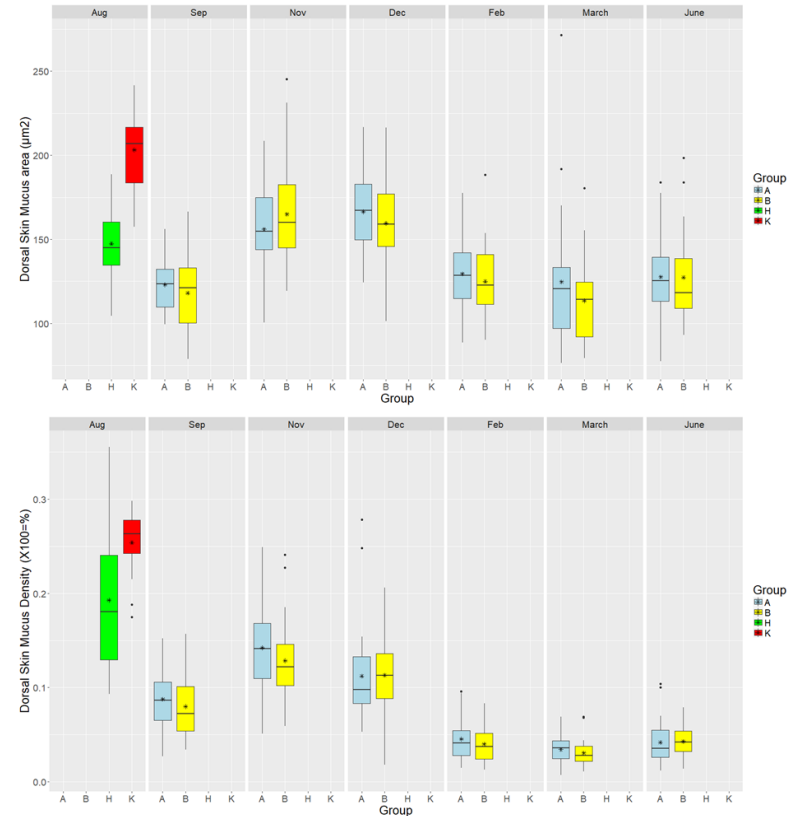 Aug Sep Nov Dec Feb March June
Dorsal Skin Mucus area (µm2)
250
200
150
100
A B H K A B H K A B H K A B H K A B H K A B H K A B H K
Group
Group
A
B
H
K
Aug Sep Nov Dec Feb March June
Dorsal Skin Mucus Density (X100=%)
0.3
0.2
0.1
0.0
A B H K A B H K A B H K A B H K A B H K A B H K A B H K
Group
Group
A
B
H
K